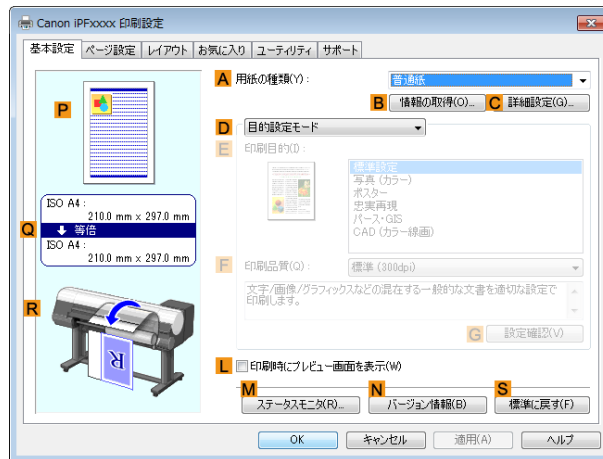 Canon iPFxxxx 印刷設定
基本設定 ページ設定 レイアウト お気に入り ユーティリティ サポート
A 用紙の種類(Y): 普通紙
B 情報の取得(O)... C 詳細設定(G)...
P
D 目的設定モード
E 印刷目的(I):
標準設定
写真 (カラー)
ポスター
忠実再現
パース・GIS
CAD (カラー線画)
ISO A4 :
210.0 mm x 297.0 mm
Q 等倍
ISO A4 :
210.0 mm x 297.0 mm
F 印刷品質(Q): 標準 (300dpi)
文字/画像/グラフィックスなどの混在する一般的な文書を適切な設定で
印刷します。
G 設定確認(V)
R
R
L 印刷時にプレビュー画面を表示(W)
M ステータスモニタ(R)... N バージョン情報(B) S 標準に戻す(F)
OK キャンセル 適用(A) ヘルプ